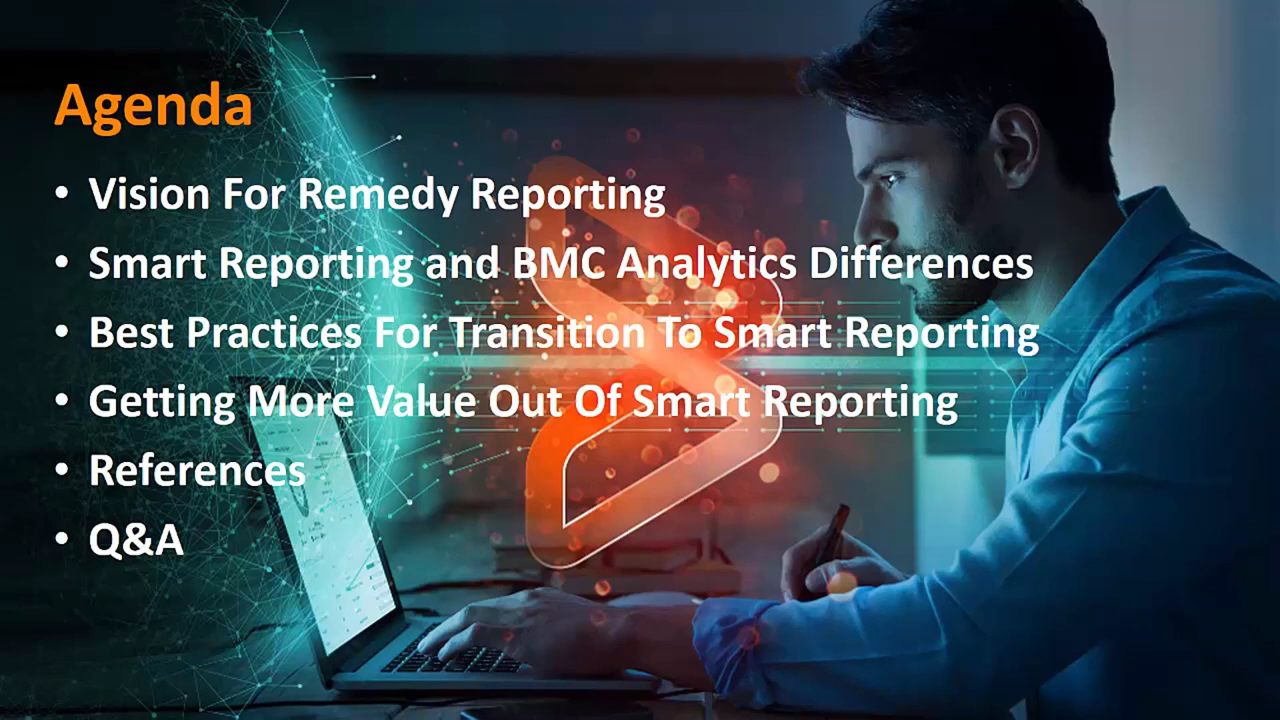 Agenda
• Vision For Remedy Reporting
• Smart Reporting and BMC Analytics Differences
• Best Practices For Transition To Smart Reporting
• Getting More Value Out Of Smart Reporting
• References
• Q&A